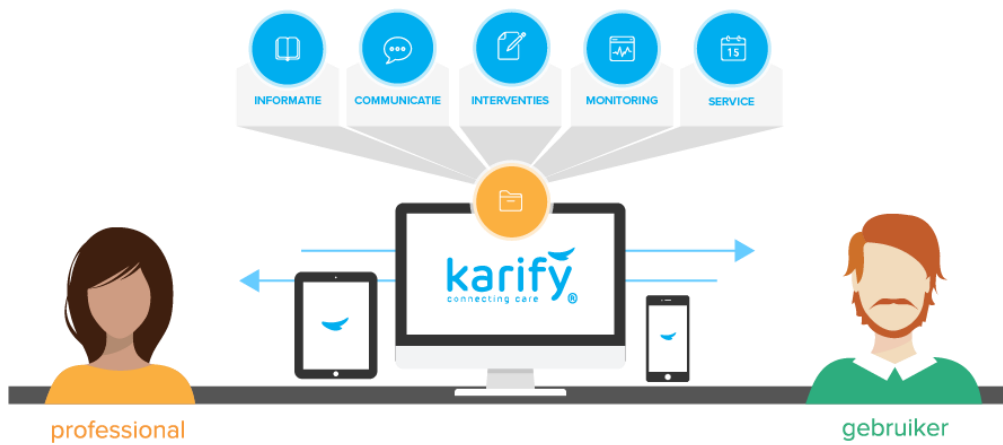 15
INFORMATIE COMMUNICATIE INTERVENTIES MONITORING SERVICE
karify
connecting care ®
professional
gebruiker